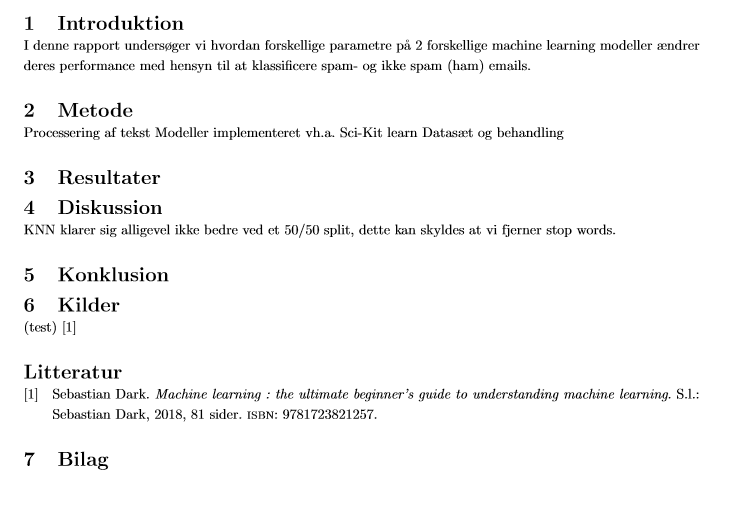 1 Introduktion
I denne rapport undersøger vi hvordan forskellige parametre på 2 forskellige machine learning modeller ændrer
deres performance med hensyn til at klassificere spam- og ikke spam (ham) emails.
2 Metode
Processering af tekst Modeller implementeret vh.a. Sci-Kit learn Datasæt og behandling
3 Resultater
4 Diskussion
KNN klarer sig alligevel ikke bedre ved et 50/50 split, dette kan skyldes at vi fjerner stop words.
5 Konklusion
6 Kilder
(test) [1]
Litteratur
[1] Sebastian Dark. Machine learning : the ultimate beginner's guide to understanding machine learning. S.l.:
Sebastian Dark, 2018, 81 sider. ISBN: 9781723821257.
7 Bilag